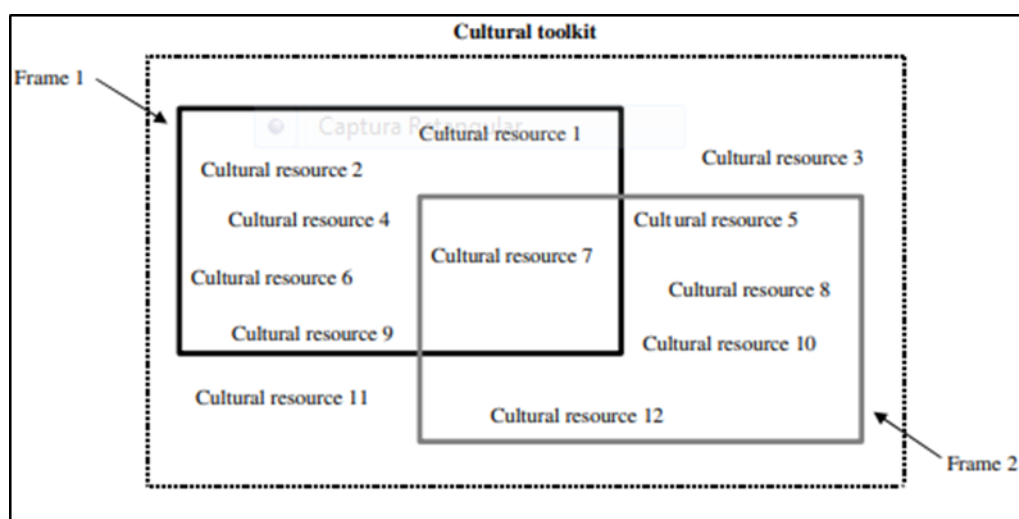 Cultural toolkit
Frame 1
Captura Retangular
Cultural resource 1
Cultural resource 3
Cultural resource 2
Cultural resource 4
Cultural resource 5
Cultural resource 7
Cultural resource 6
Cultural resource 8
Cultural resource 9
Cultural resource 10
Cultural resource 11
Cultural resource 12
Frame 2